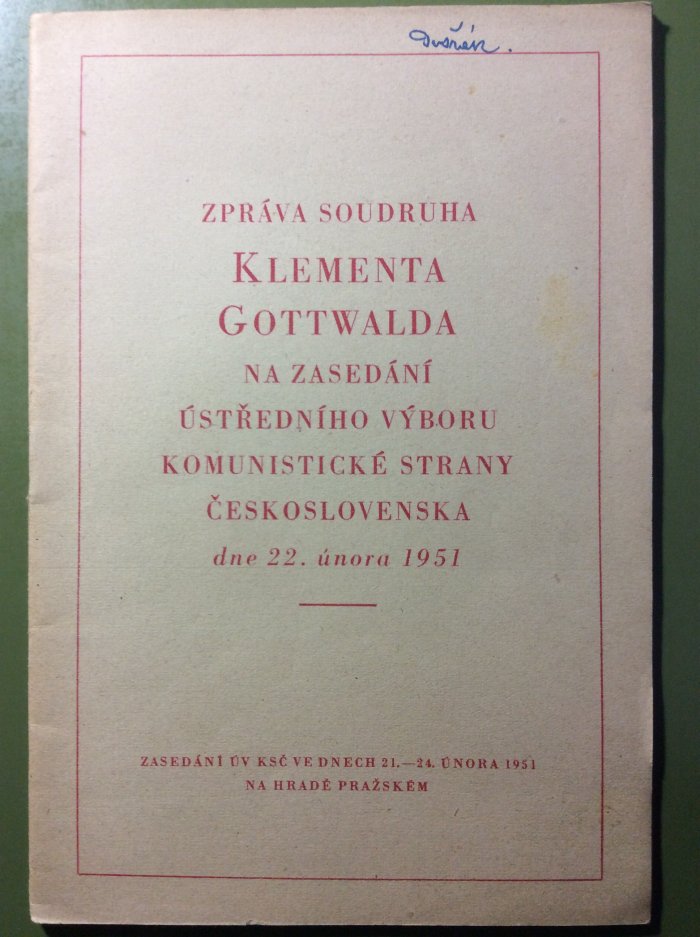 Dvořák.
ZPRÁVA SOUDRUHA
KLEMENTA
GOTTWALDA
NA ZASEDÁNÍ
ÚSTŘEDNÍHO VÝBORU
KOMUNISTICKÉ STRANY
ČESKOSLOVENSKA
dne 22. února 1951
ZASEDÁNÍ ÚV KSČ VE DNECH 21.—24. ÚNORA 1951
NA HRADĚ PRAŽSKÉM